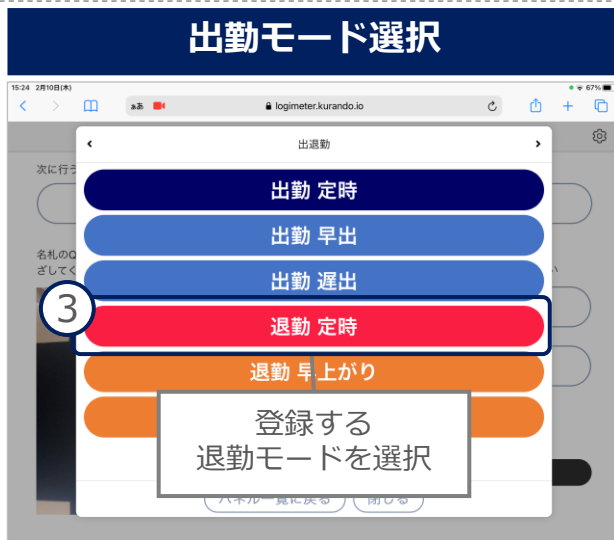 出勤モード選択
15:24 2月10日(木)
67%
ぁあ
logimeter.kurando.io
出退勤
次に行う
出勤 定時
出勤 早出
名札のQ
ざしてく
い
出勤 遅出
3
退勤 定時
退勤 早上がり
登録する
退勤モードを選択
パネル一覧に戻る
閉じる